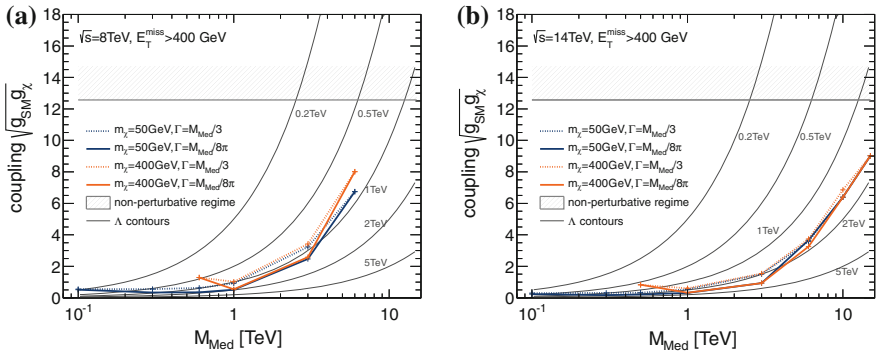 (a)
√s=8TeV, E_T^miss>400 GeV
coupling √g_SM g_χ
18
16
14
12
10
8
6
4
2
0
0.2TeV
0.5TeV
1TeV
2TeV
5TeV
m_χ=50GeV,Γ=M_Med/3
m_χ=50GeV,Γ=M_Med/8π
m_χ=400GeV,Γ=M_Med/3
m_χ=400GeV,Γ=M_Med/8π
non-perturbative regime
Λ contours
10⁻¹
1
10
M_Med [TeV]
(b)
√s=14TeV, E_T^miss>400 GeV
coupling √g_SM g_χ
18
16
14
12
10
8
6
4
2
0
0.2TeV
0.5TeV
1TeV
2TeV
5TeV
m_χ=50GeV,Γ=M_Med/3
m_χ=50GeV,Γ=M_Med/8π
m_χ=400GeV,Γ=M_Med/3
m_χ=400GeV,Γ=M_Med/8π
non-perturbative regime
Λ contours
10⁻¹
1
10
M_Med [TeV]